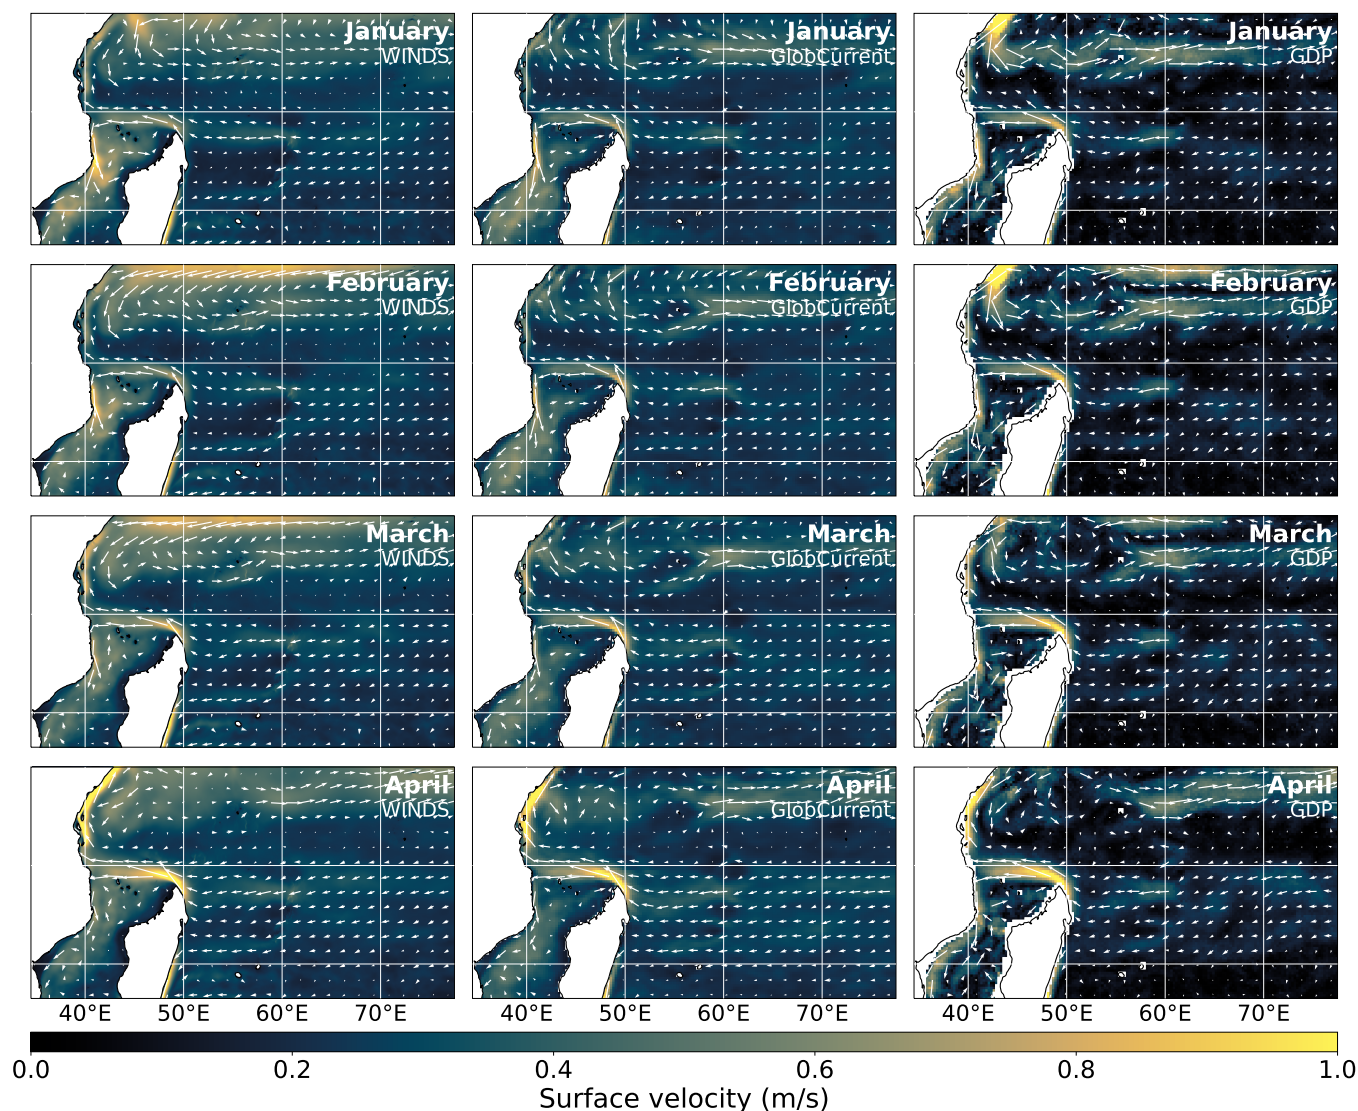 January
WINDS
January
GlobCurrent
January
GDP
February
WINDS
February
GlobCurrent
February
GDP
March
WINDS
March
GlobCurrent
March
GDP
April
WINDS
April
GlobCurrent
April
GDP
40°E 50°E 60°E 70°E 40°E 50°E 60°E 70°E 40°E 50°E 60°E 70°E
0.0 0.2 0.4 0.6 0.8 1.0
Surface velocity (m/s)